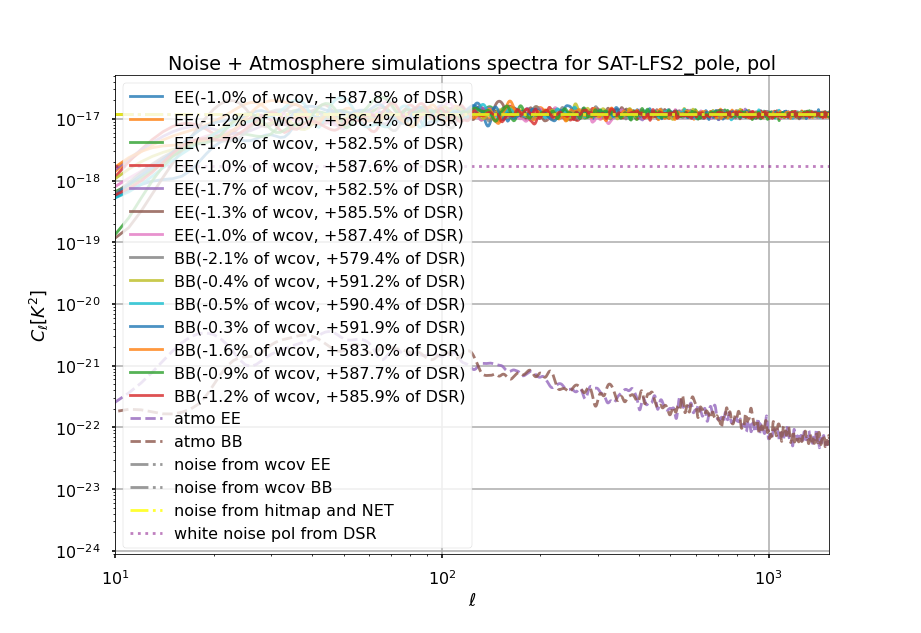 Noise + Atmosphere simulations spectra for SAT-LFS2_pole, pol
EE(-1.0% of wcov, +587.8% of DSR)
EE(-1.2% of wcov, +586.4% of DSR)
EE(-1.7% of wcov, +582.5% of DSR)
EE(-1.0% of wcov, +587.6% of DSR)
EE(-1.7% of wcov, +582.5% of DSR)
EE(-1.3% of wcov, +585.5% of DSR)
EE(-1.0% of wcov, +587.4% of DSR)
BB(-2.1% of wcov, +579.4% of DSR)
BB(-0.4% of wcov, +591.2% of DSR)
BB(-0.5% of wcov, +590.4% of DSR)
BB(-0.3% of wcov, +591.9% of DSR)
BB(-1.6% of wcov, +583.0% of DSR)
BB(-0.9% of wcov, +587.7% of DSR)
BB(-1.2% of wcov, +585.9% of DSR)
atmo EE
atmo BB
noise from wcov EE
noise from wcov BB
noise from hitmap and NET
white noise pol from DSR
10⁻¹⁷
10⁻¹⁸
10⁻¹⁹
10⁻²⁰
10⁻²¹
10⁻²²
10⁻²³
10⁻²⁴
C_ℓ[K²]
10¹
10²
10³
ℓ